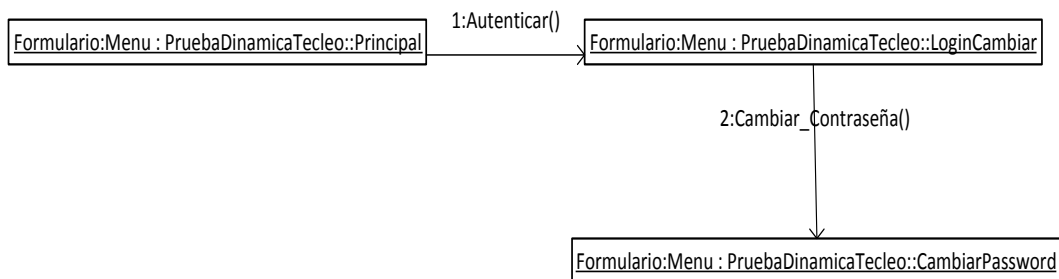 1:Autenticar()
Formulario:Menu : PruebaDinamicaTecleo::Principal
Formulario:Menu : PruebaDinamicaTecleo::LoginCambiar
2:Cambiar_Contraseña()
Formulario:Menu : PruebaDinamicaTecleo::CambiarPassword